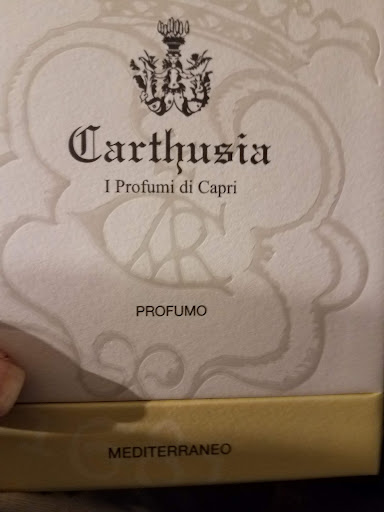 Carthusia
I Profumi di Capri
PROFUMO
MEDITERRANEO